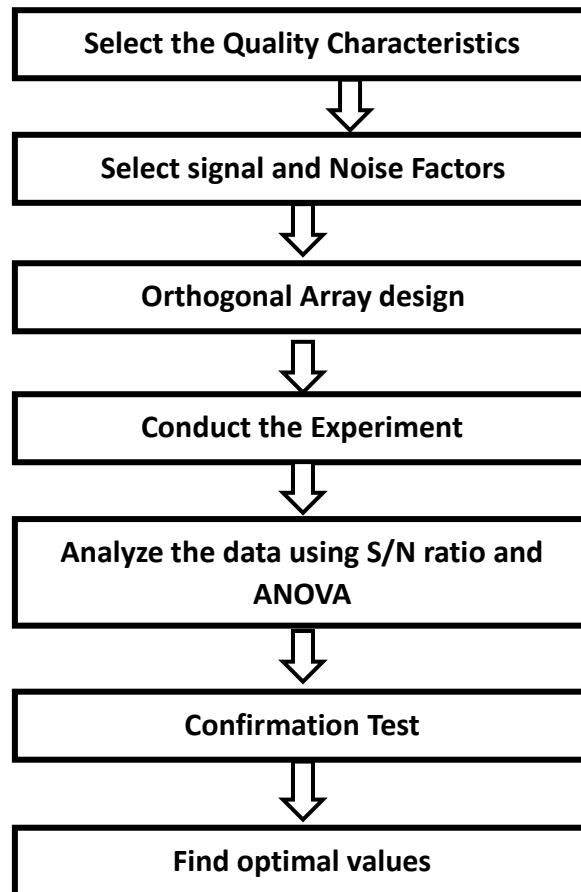 Select the Quality Characteristics
Select signal and Noise Factors
Orthogonal Array design
Conduct the Experiment
Analyze the data using S/N ratio and
ANOVA
Confirmation Test
Find optimal values